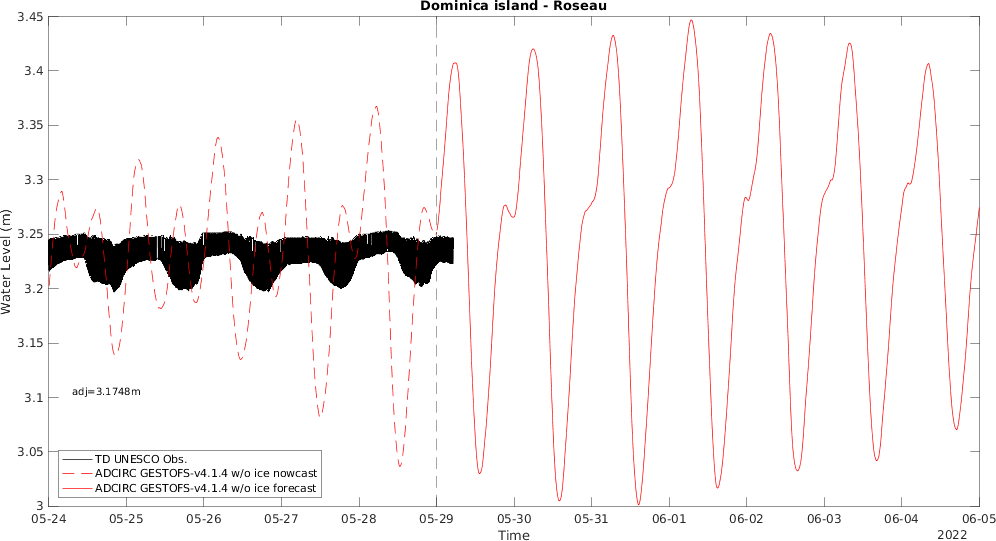 Dominica island - Roseau
3.45
3.4
3.35
3.3
3.25
3.2
3.15
3.1
3.05
3
Water Level (m)
adj=3.1748m
TD UNESCO Obs.
ADCIRC GESTOFS-v4.1.4 w/o ice nowcast
ADCIRC GESTOFS-v4.1.4 w/o ice forecast
05-24 05-25 05-26 05-27 05-28 05-29 05-30 05-31 06-01 06-02 06-03 06-04 06-05
Time
2022